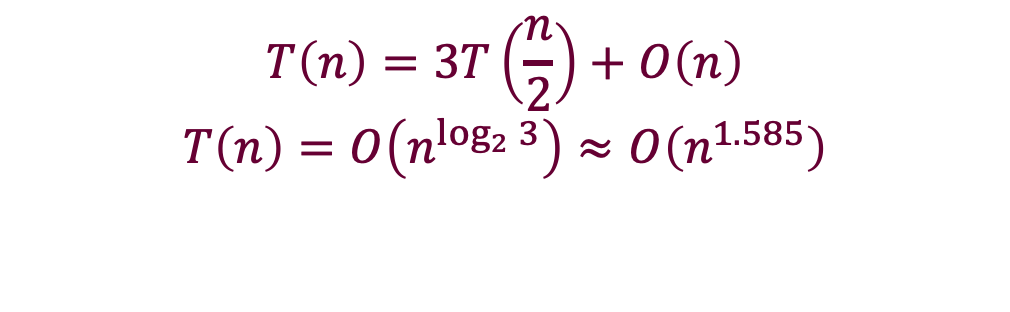 T(n) = 3T(n/2) + O(n)
T(n) = O(n^{log₂ 3}) ≈ O(n^{1.585})